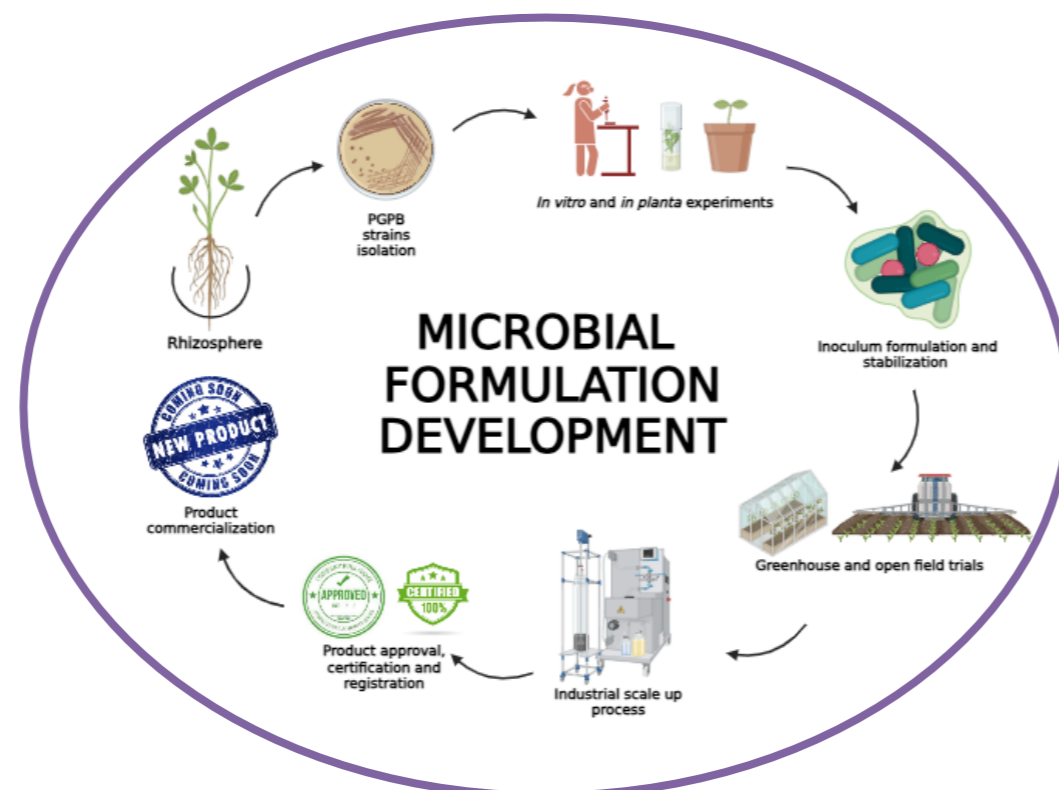 MICROBIAL
FORMULATION
DEVELOPMENT
Rhizosphere
PGPB
strains
isolation
In vitro and in planta experiments
Inoculum formulation and
stabilization
Greenhouse and open field trials
Industrial scale up
process
APPROVED
CERTIFIED
100%
Product approval,
certification and
registration
COMING SOON
NEW PRODUCT
COMING SOON
Product
commercialization